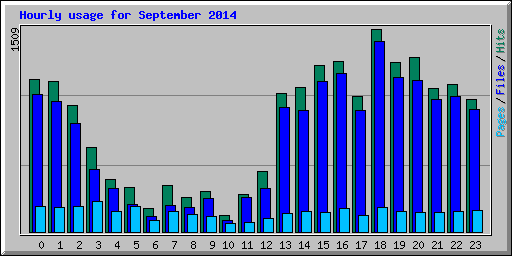 Hourly usage for September 2014
1509
Pages/Files/Hits
0 1 2 3 4 5 6 7 8 9 10 11 12 13 14 15 16 17 18 19 20 21 22 23